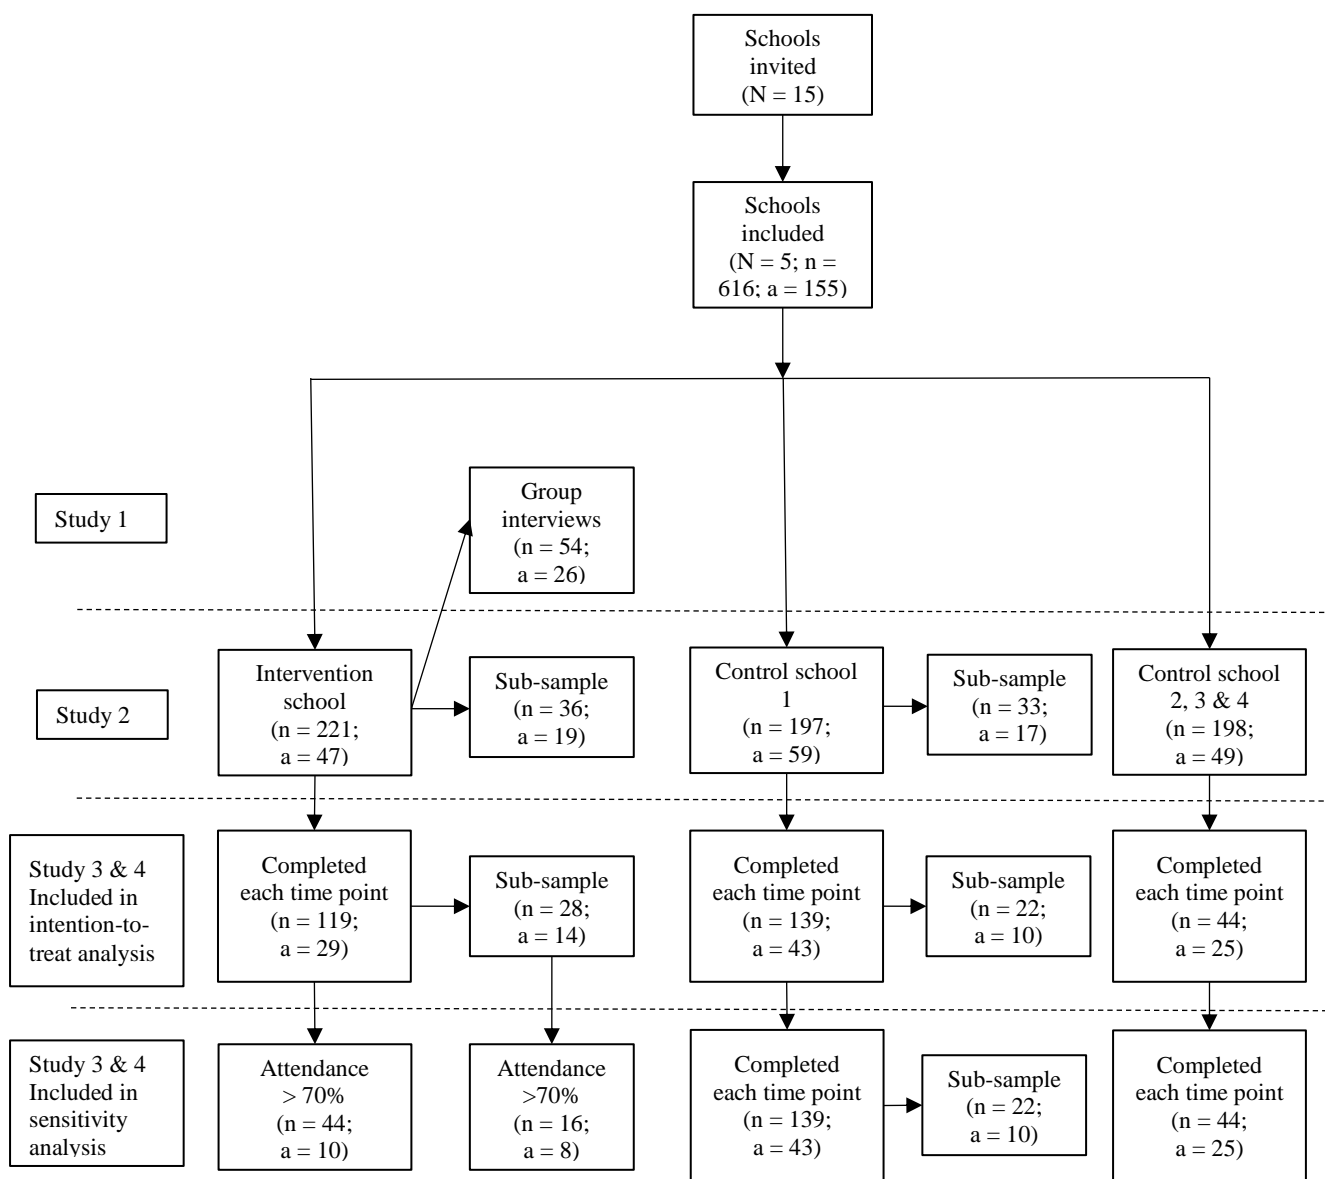 Schools
invited
(N = 15)
Schools
included
(N = 5; n =
616; a = 155)
Study 1
Group
interviews
(n = 54;
a = 26)
Study 2
Intervention
school
(n = 221;
a = 47)
Sub-sample
(n = 36;
a = 19)
Control school
1
(n = 197;
a = 59)
Sub-sample
(n = 33;
a = 17)
Control school
2, 3 & 4
(n = 198;
a = 49)
Study 3 & 4
Included in
intention-to-
treat analysis
Completed
each time point
(n = 119;
a = 29)
Sub-sample
(n = 28;
a = 14)
Completed
each time point
(n = 139;
a = 43)
Sub-sample
(n = 22;
a = 10)
Completed
each time point
(n = 44;
a = 25)
Study 3 & 4
Included in
sensitivity
analysis
Attendance
> 70%
(n = 44;
a = 10)
Attendance
>70%
(n = 16;
a = 8)
Completed
each time point
(n = 139;
a = 43)
Sub-sample
(n = 22;
a = 10)
Completed
each time point
(n = 44;
a = 25)